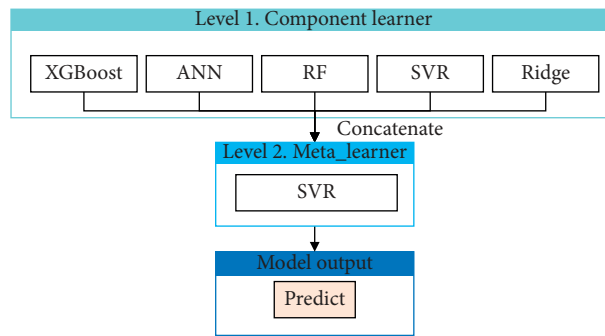 Level 1. Component learner
XGBoost
ANN
RF
SVR
Ridge
Concatenate
Level 2. Meta_learner
SVR
Model output
Predict